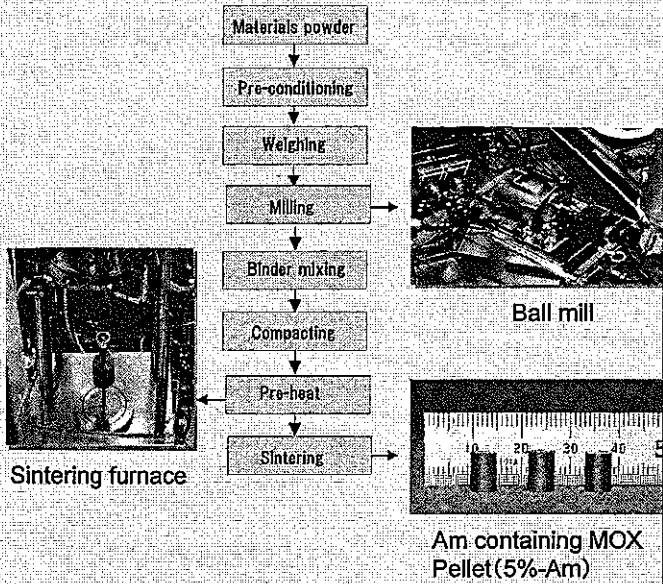 Materials powder
Pre-conditioning
Weighing
Milling
Binder mixing
Compacting
Pre-heat
Sintering
Ball mill
Sintering furnace
20 30 40
Am containing MOX
Pellet(5%-Am)